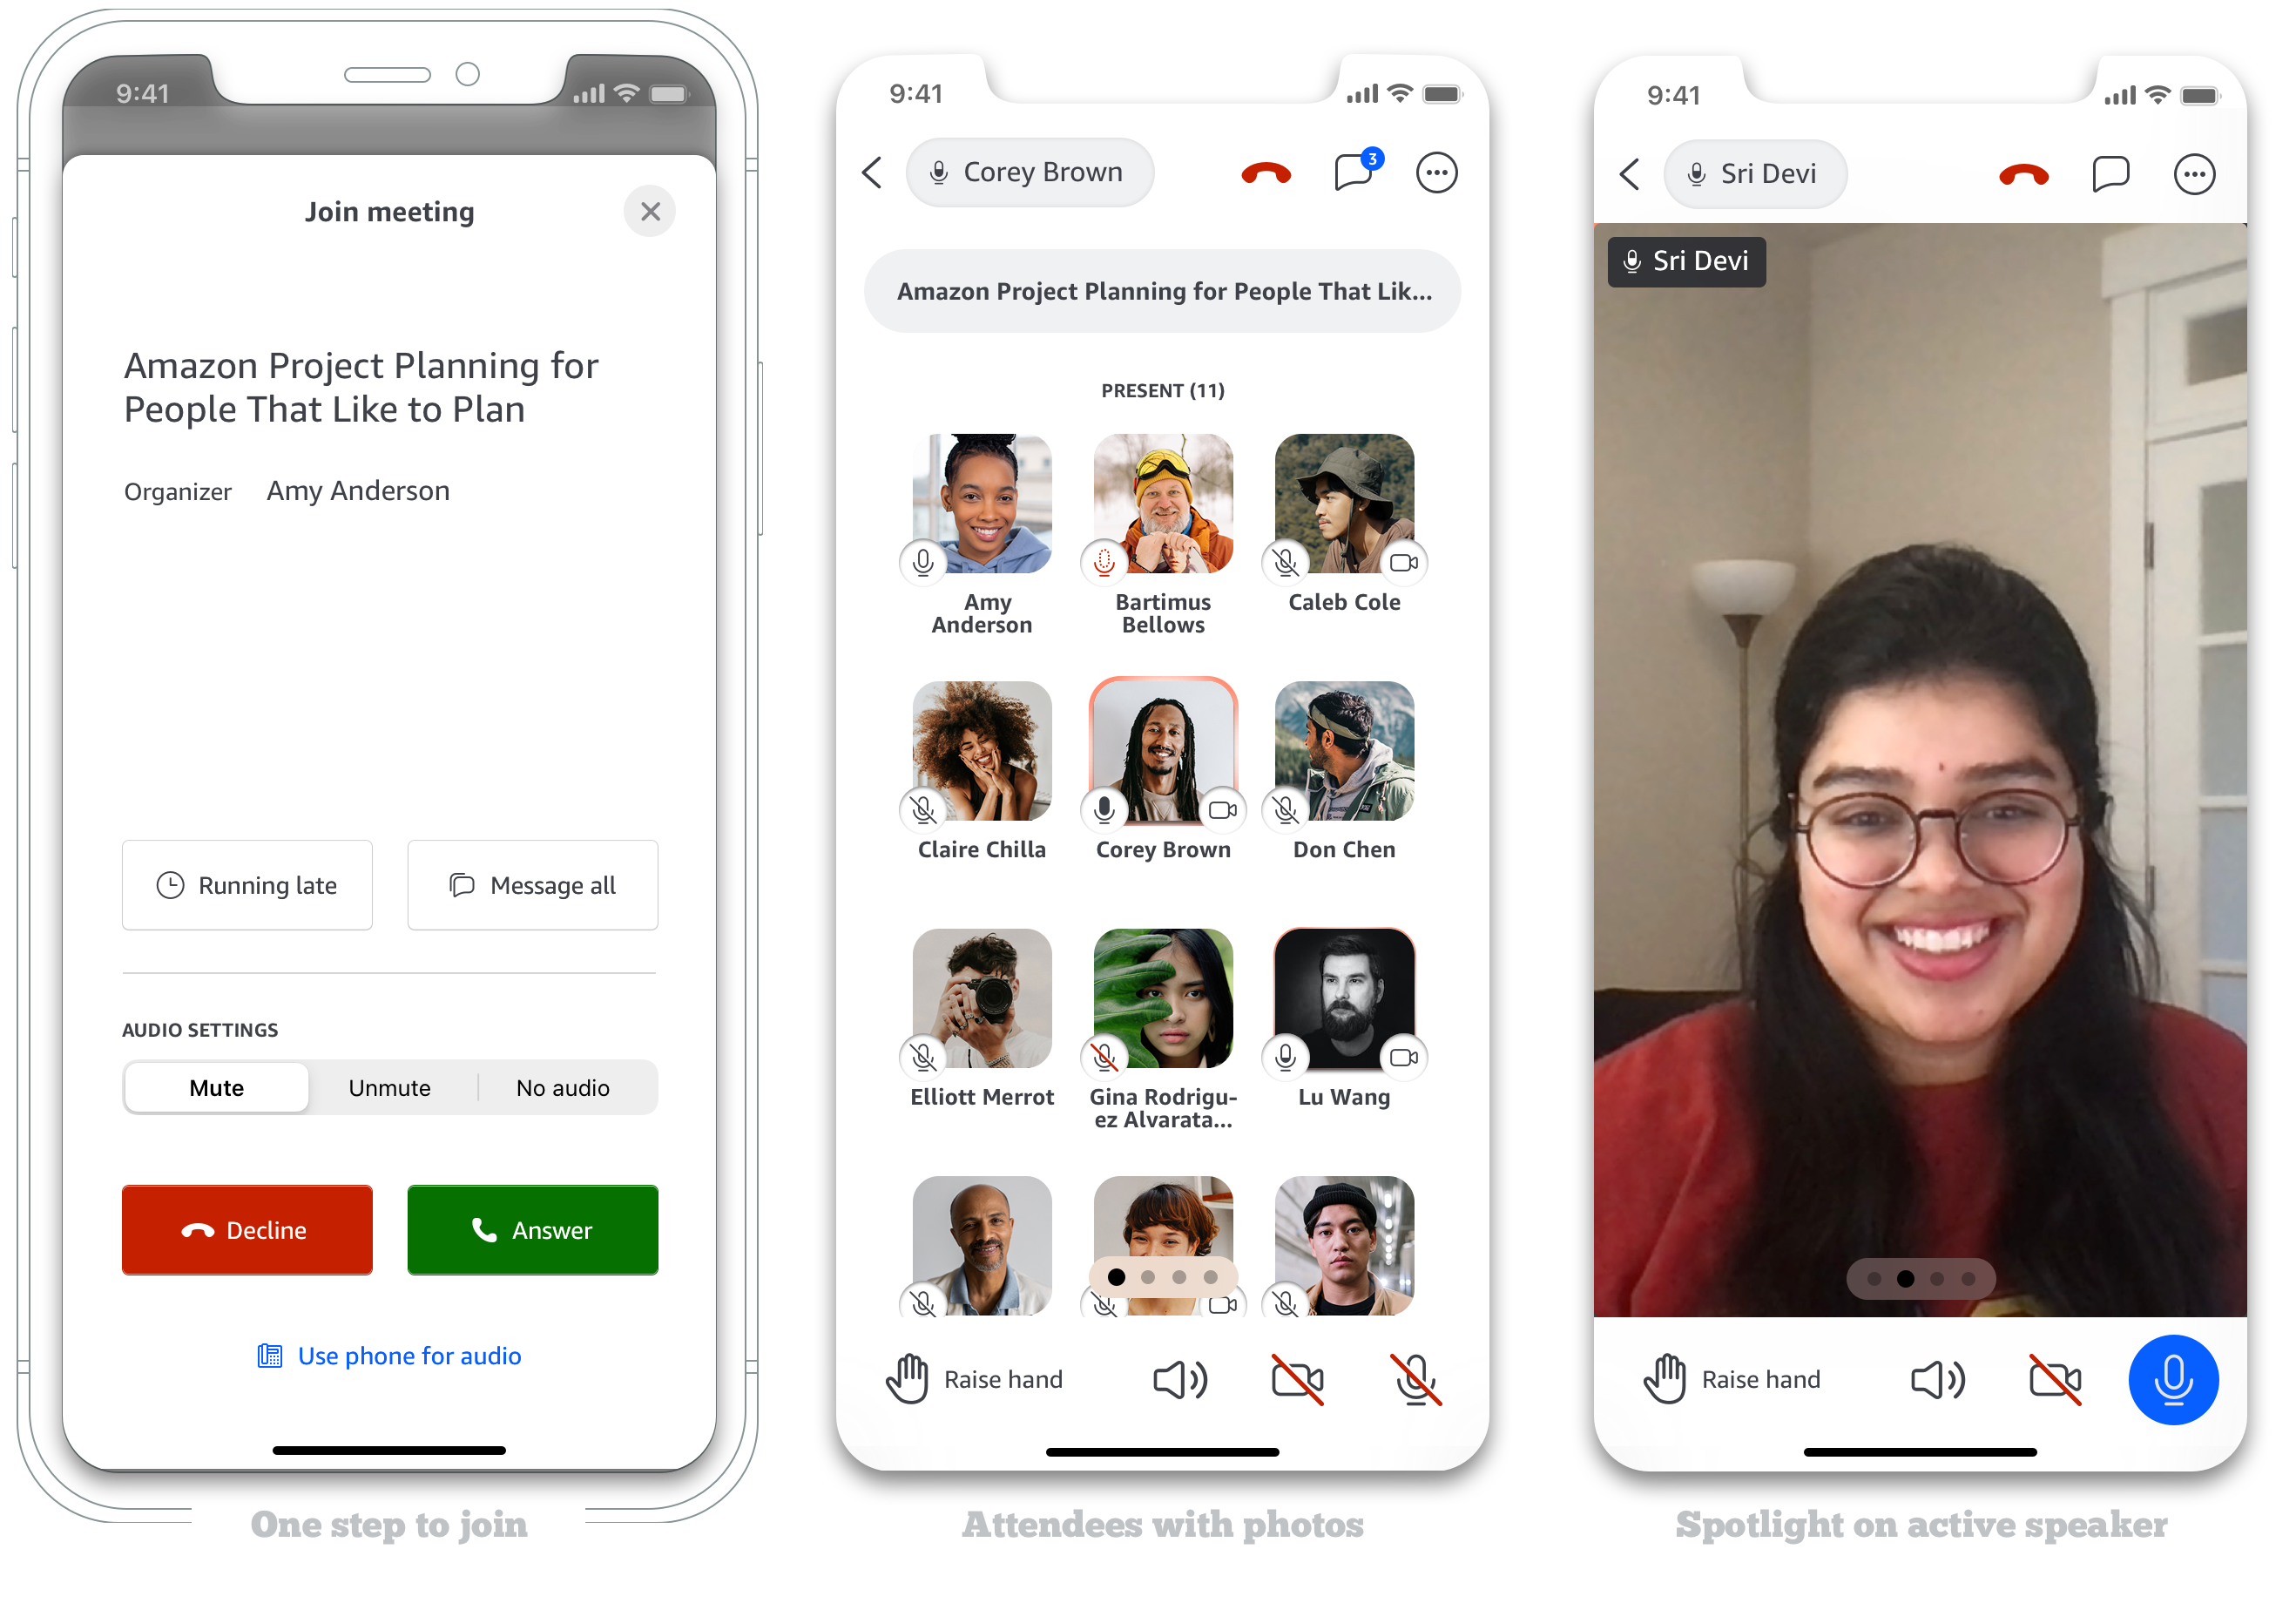 9:41
Join meeting
Amazon Project Planning for
People That Like to Plan
Organizer Amy Anderson
Running late
Message all
AUDIO SETTINGS
Mute Unmute No audio
Decline
Answer
Use phone for audio
One step to join
9:41
Corey Brown
3
Amazon Project Planning for People That Lik...
PRESENT (11)
Amy
Anderson
Bartimus
Bellows
Caleb Cole
Claire Chilla
Corey Brown
Don Chen
Elliott Merrot
Gina Rodrigu-
ez Alvarata...
Lu Wang
Raise hand
Attendees with photos
9:41
Sri Devi
Sri Devi
Raise hand
Spotlight on active speaker